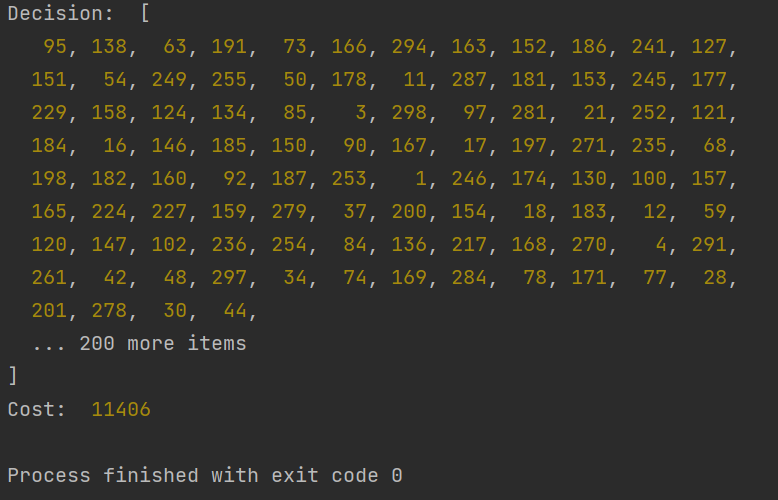 Decision:  [
   95, 138,  63, 191,  73, 166, 294, 163, 152, 186, 241, 127,
  151,  54, 249, 255,  50, 178,  11, 287, 181, 153, 245, 177,
  229, 158, 124, 134,  85,   3, 298,  97, 281,  21, 252, 121,
  184,  16, 146, 185, 150,  90, 167,  17, 197, 271, 235,  68,
  198, 182, 160,  92, 187, 253,   1, 246, 174, 130, 100, 157,
  165, 224, 227, 159, 279,  37, 200, 154,  18, 183,  12,  59,
  120, 147, 102, 236, 254,  84, 136, 217, 168, 270,   4, 291,
  261,  42,  48, 297,  34,  74, 169, 284,  78, 171,  77,  28,
  201, 278,  30,  44,
  ... 200 more items
]
Cost:  11406
Process finished with exit code 0